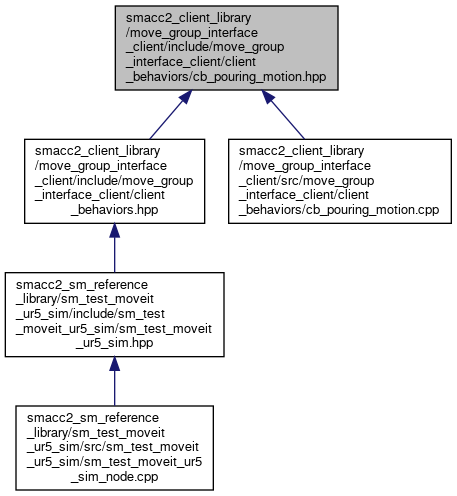 smacc2_client_library
/move_group_interface
_client/include/move_group
_interface_client/client
_behaviors/cb_pouring_motion.hpp
smacc2_client_library
/move_group_interface
_client/include/move_group
_interface_client/client
_behaviors.hpp
smacc2_client_library
/move_group_interface
_client/src/move_group
_interface_client/client
_behaviors/cb_pouring_motion.cpp
smacc2_sm_reference
_library/sm_test_moveit
_ur5_sim/include/sm_test
_moveit_ur5_sim/sm_test_moveit
_ur5_sim.hpp
smacc2_sm_reference
_library/sm_test_moveit
_ur5_sim/src/sm_test_moveit
_ur5_sim/sm_test_moveit_ur5
_sim_node.cpp